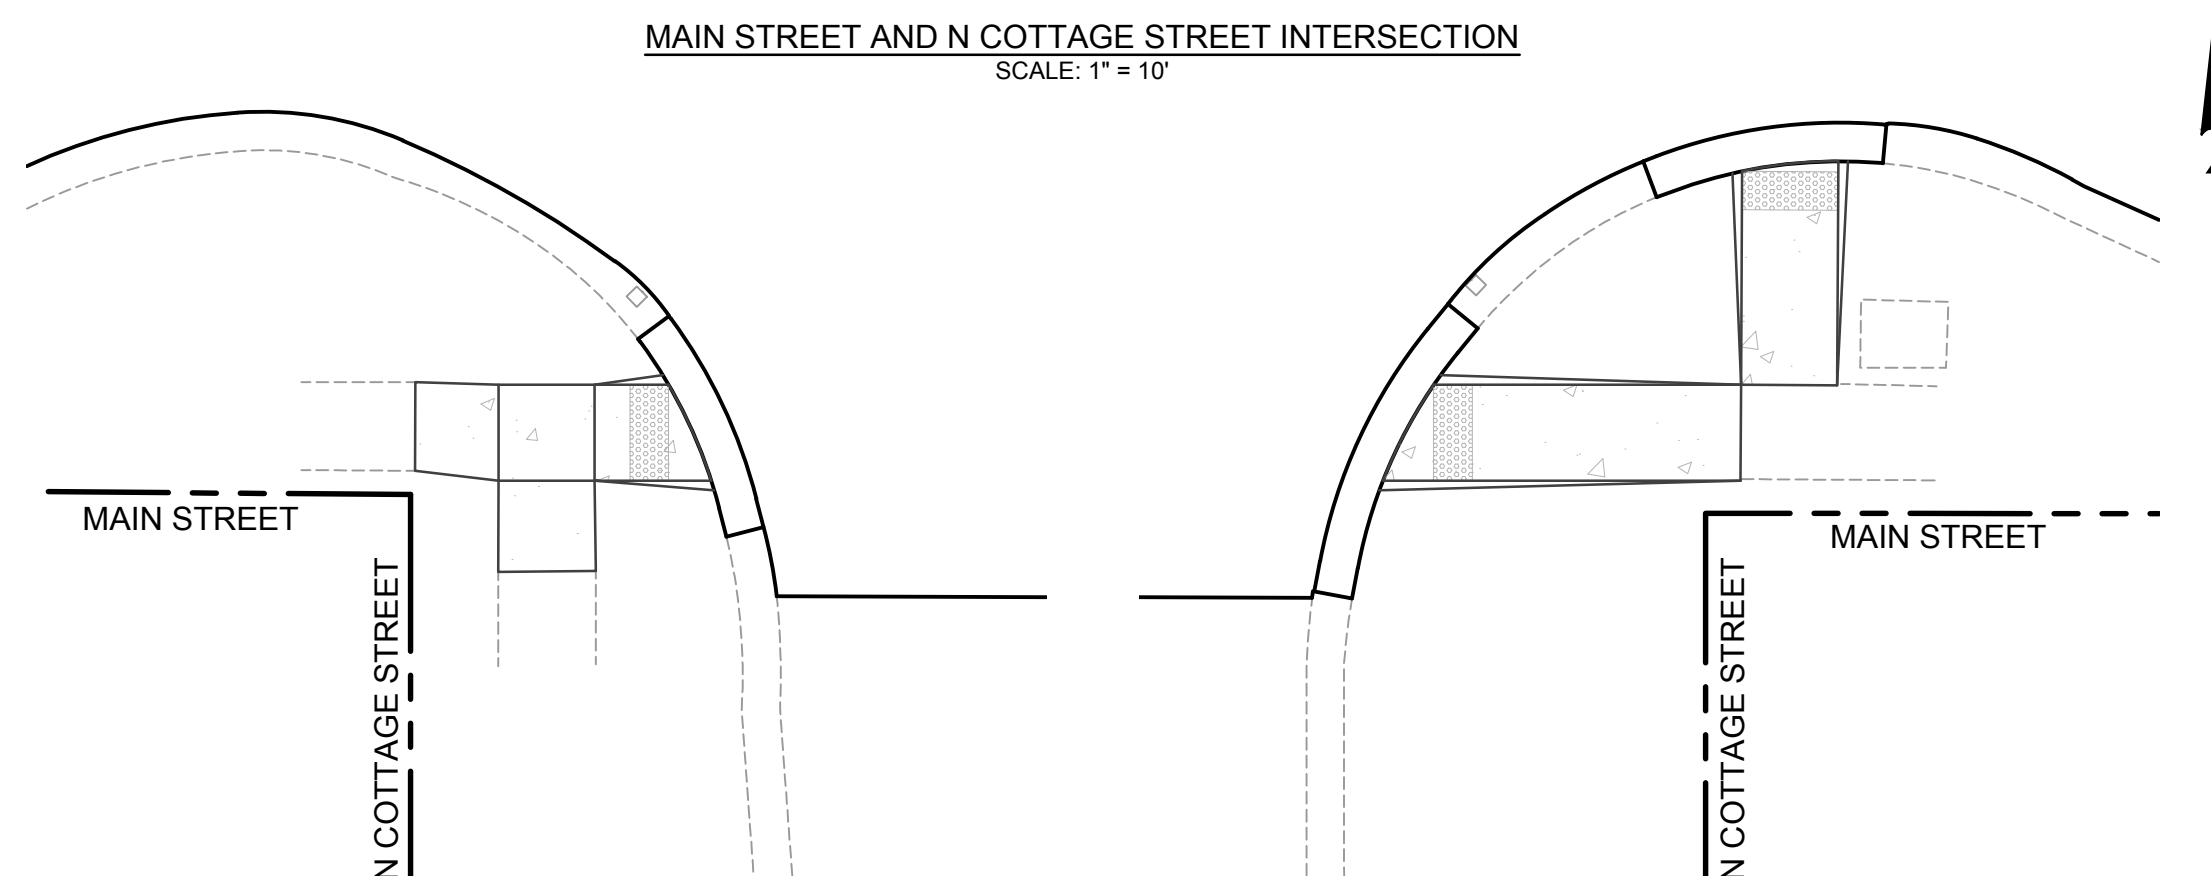 MAIN STREET AND N COTTAGE STREET INTERSECTION
SCALE: 1" = 10'
MAIN STREET
MAIN STREET
N COTTAGE STREET
N COTTAGE STREET